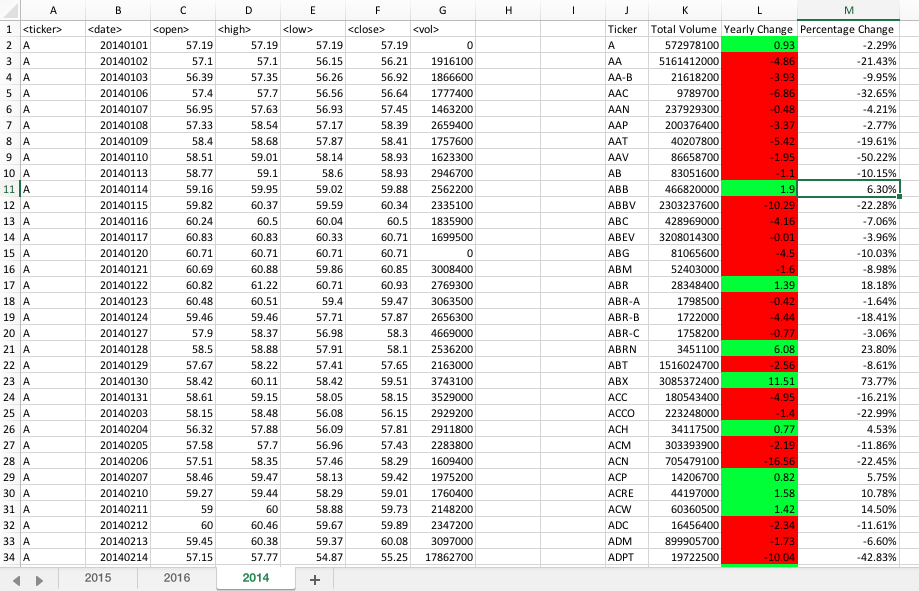 A B C D E F G H I J K L M
1 <ticker> <date> <open> <high> <low> <close> <vol> Ticker Total Volume Yearly Change Percentage Change
2 A 20140101 57.19 57.19 57.19 57.19 0 A 572978100 0.93 -2.29%
3 A 20140102 57.1 57.1 56.15 56.21 1916100 AA 5161412000 -4.86 -21.43%
4 A 20140103 56.39 57.35 56.26 56.92 1866600 AA-B 21618200 -3.93 -9.95%
5 A 20140106 57.4 57.7 56.56 56.64 1777400 AAC 9789700 -6.86 -32.65%
6 A 20140107 56.95 57.63 56.93 57.45 1463200 AAN 237929300 -0.48 -4.21%
7 A 20140108 57.33 58.54 57.17 58.39 2659400 AAP 200376400 -3.37 -2.77%
8 A 20140109 58.4 58.68 57.87 58.41 1757600 AAT 40207800 -5.42 -19.61%
9 A 20140110 58.51 59.01 58.14 58.93 1623300 AAV 86658700 -1.95 -50.22%
10 A 20140113 58.77 59.1 58.6 58.93 2946700 AB 83051600 -1.1 -10.15%
11 A 20140114 59.16 59.95 59.02 59.88 2562200 ABB 466820000 1.9 6.30%
12 A 20140115 59.82 60.37 59.59 60.34 2335100 ABBV 2303237600 -10.29 -22.28%
13 A 20140116 60.24 60.5 60.04 60.5 1835900 ABC 428969000 -4.16 -7.06%
14 A 20140117 60.83 60.83 60.33 60.71 1699500 ABEV 3208014300 -0.01 -3.96%
15 A 20140120 60.71 60.71 60.71 60.71 0 ABG 81065600 -4.5 -10.03%
16 A 20140121 60.69 60.88 59.86 60.85 3008400 ABM 52403000 -1.6 -8.98%
17 A 20140122 60.82 61.22 60.71 60.93 2769300 ABR 28348400 1.39 18.18%
18 A 20140123 60.48 60.51 59.4 59.47 3063500 ABR-A 1798500 -0.42 -1.64%
19 A 20140124 59.46 59.46 57.71 57.87 2656300 ABR-B 1722000 -4.44 -18.41%
20 A 20140127 57.9 58.37 56.98 58.3 4669000 ABR-C 1758200 -0.77 -3.06%
21 A 20140128 58.5 58.88 57.91 58.1 2536200 ABRN 3451100 6.08 23.80%
22 A 20140129 57.67 58.22 57.41 57.65 2163000 ABT 1516024700 -2.56 -8.61%
23 A 20140130 58.42 60.11 58.42 59.51 3743100 ABX 3085372400 11.51 73.77%
24 A 20140131 58.61 59.15 58.05 58.15 3529000 ACC 180543400 -4.95 -16.21%
25 A 20140203 58.15 58.48 56.08 56.15 2929200 ACCO 223248000 -1.4 -22.99%
26 A 20140204 56.32 57.88 56.09 57.81 2911800 ACH 34117500 0.77 4.53%
27 A 20140205 57.58 57.7 56.96 57.43 2283800 ACM 303393900 -2.19 -11.86%
28 A 20140206 57.51 58.35 57.46 58.29 1609400 ACN 705479100 -16.56 -22.45%
29 A 20140207 58.46 59.47 58.13 59.42 1975200 ACP 14206700 0.82 5.75%
30 A 20140210 59.27 59.44 58.29 59.01 1760400 ACRE 44197000 1.58 10.78%
31 A 20140211 59 60 58.88 59.73 2148200 ACW 60360500 1.42 14.50%
32 A 20140212 60 60.46 59.67 59.89 2347200 ADC 16456400 -2.34 -11.61%
33 A 20140213 59.45 60.38 59.37 60.08 3097000 ADM 899905700 -1.73 -6.60%
34 A 20140214 57.15 57.77 54.87 55.25 17862700 ADPT 19722500 -10.04 -42.83%
2015 2016 2014 +